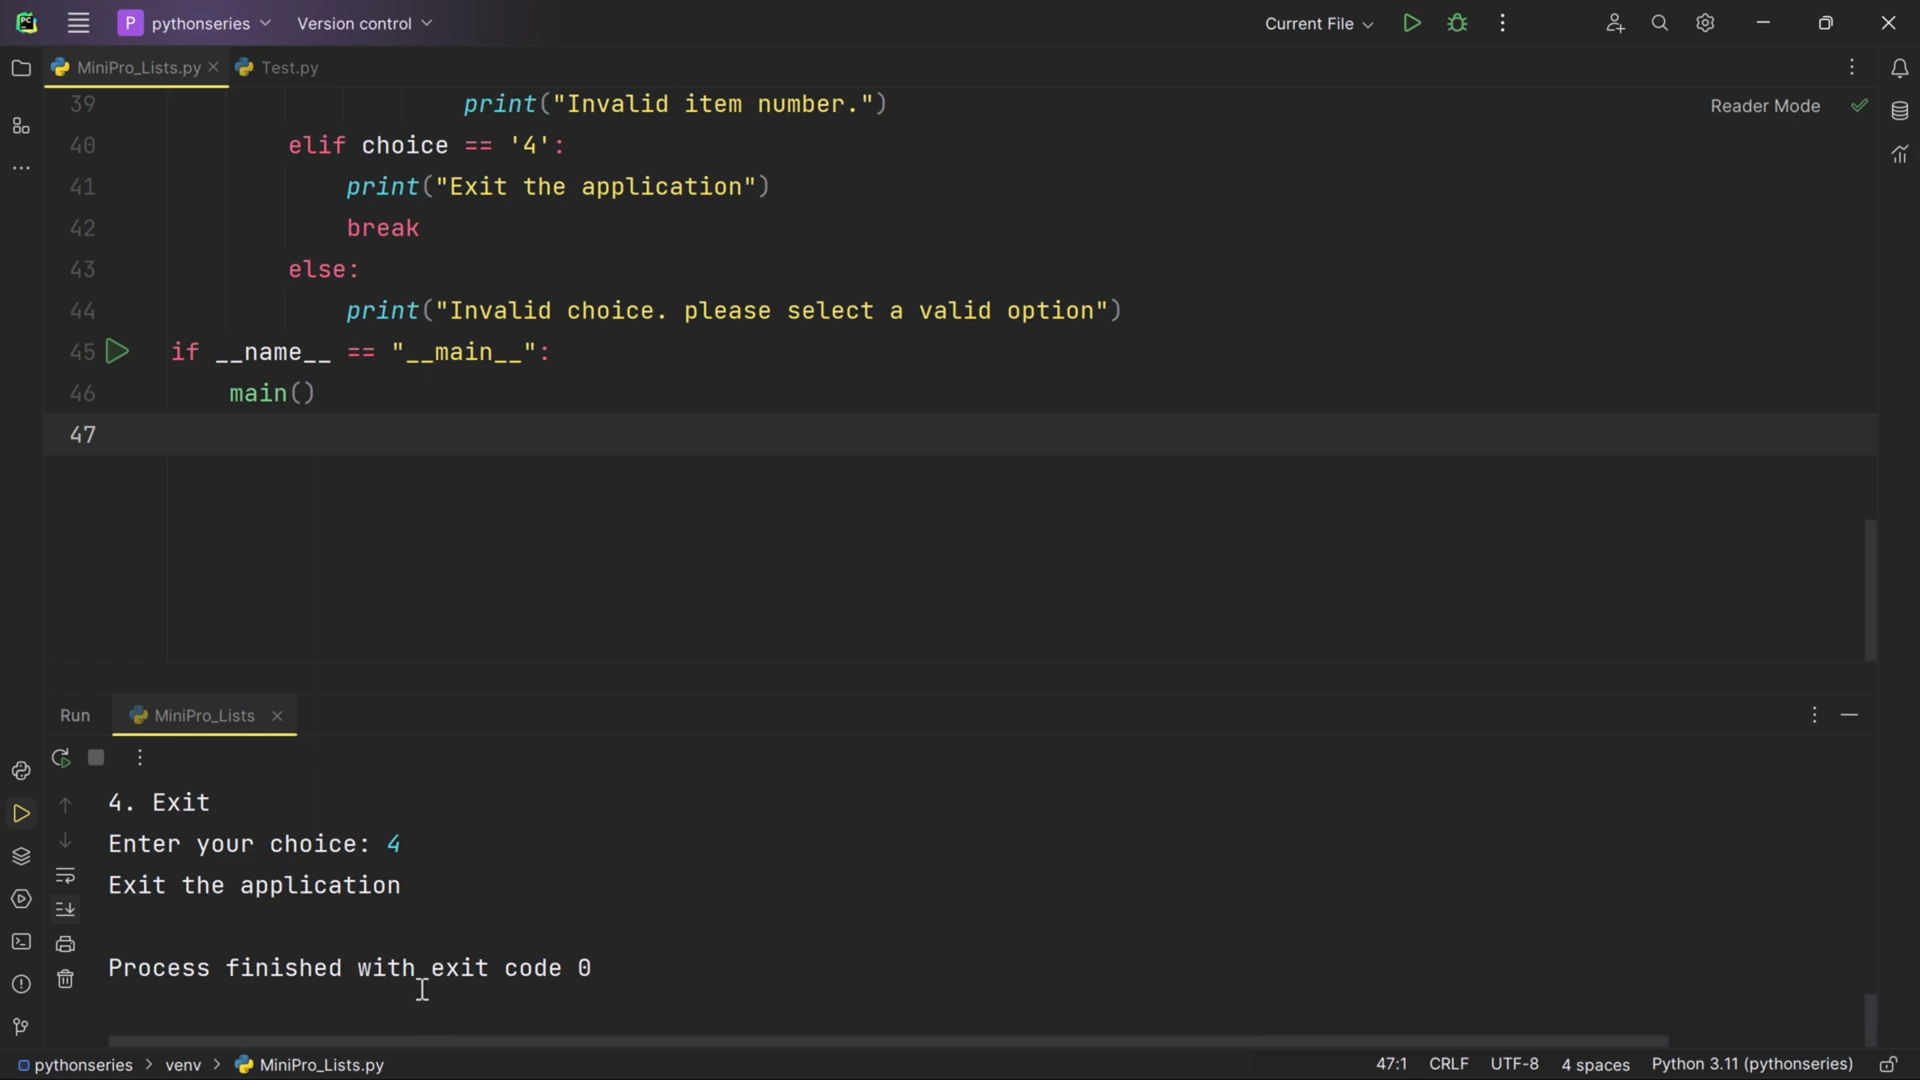 P pythonseries Version control Current File
MiniPro_Lists.py Test.py
39 print("Invalid item number.") Reader Mode
40 elif choice == '4':
41 print("Exit the application")
42 break
43 else:
44 print("Invalid choice. please select a valid option")
45 if __name__ == "__main__":
46 main()
47
Run MiniPro_Lists
4. Exit
Enter your choice: 4
Exit the application
Process finished with exit code 0
pythonseries > venv > MiniPro_Lists.py 47:1 CRLF UTF-8 4 spaces Python 3.11 (pythonseries)